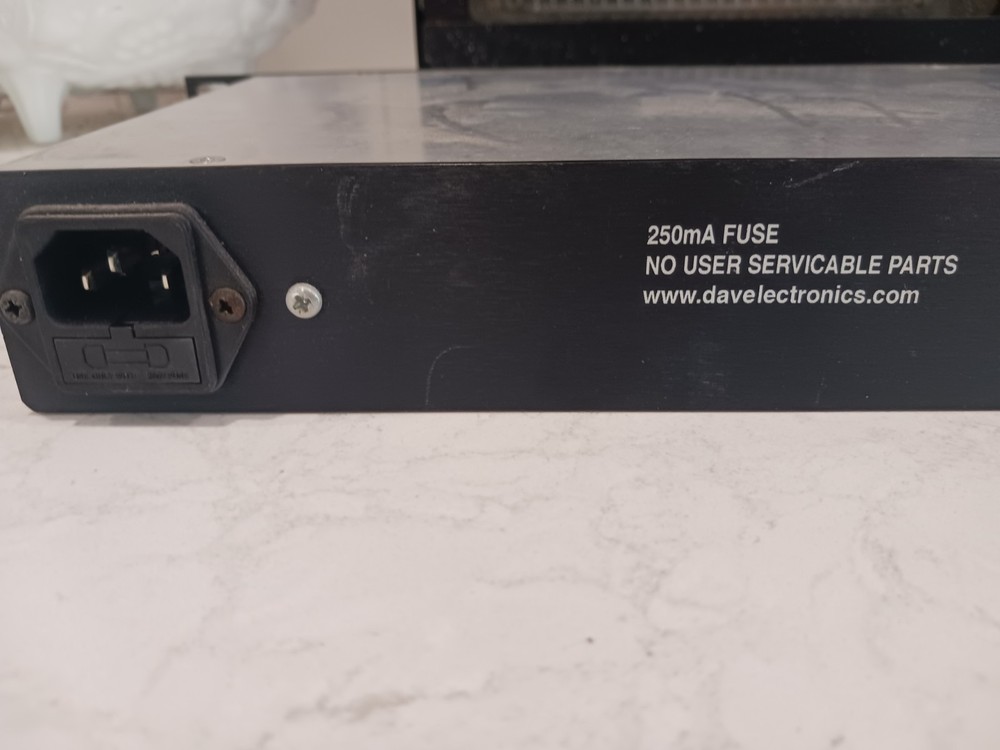 250mA FUSE
NO USER SERVICABLE PARTS
www.davelectronics.com